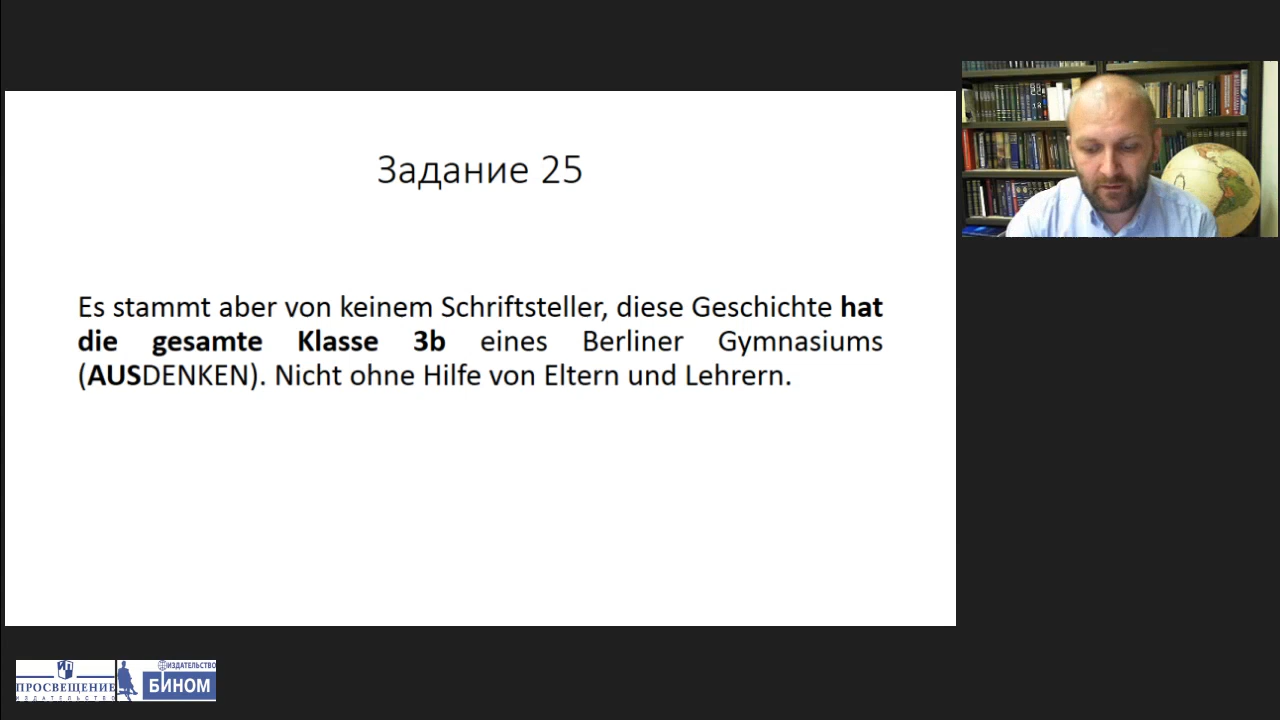 Задание 25
Es stammt aber von keinem Schriftsteller, diese Geschichte hat
die gesamte Klasse 3b eines Berliner Gymnasiums
(AUSDENKEN). Nicht ohne Hilfe von Eltern und Lehrern.
ПРОСВЕЩЕНИЕ
ИЗДАТЕЛЬСТВО
ИЗДАТЕЛЬСТВО
БИНОМ